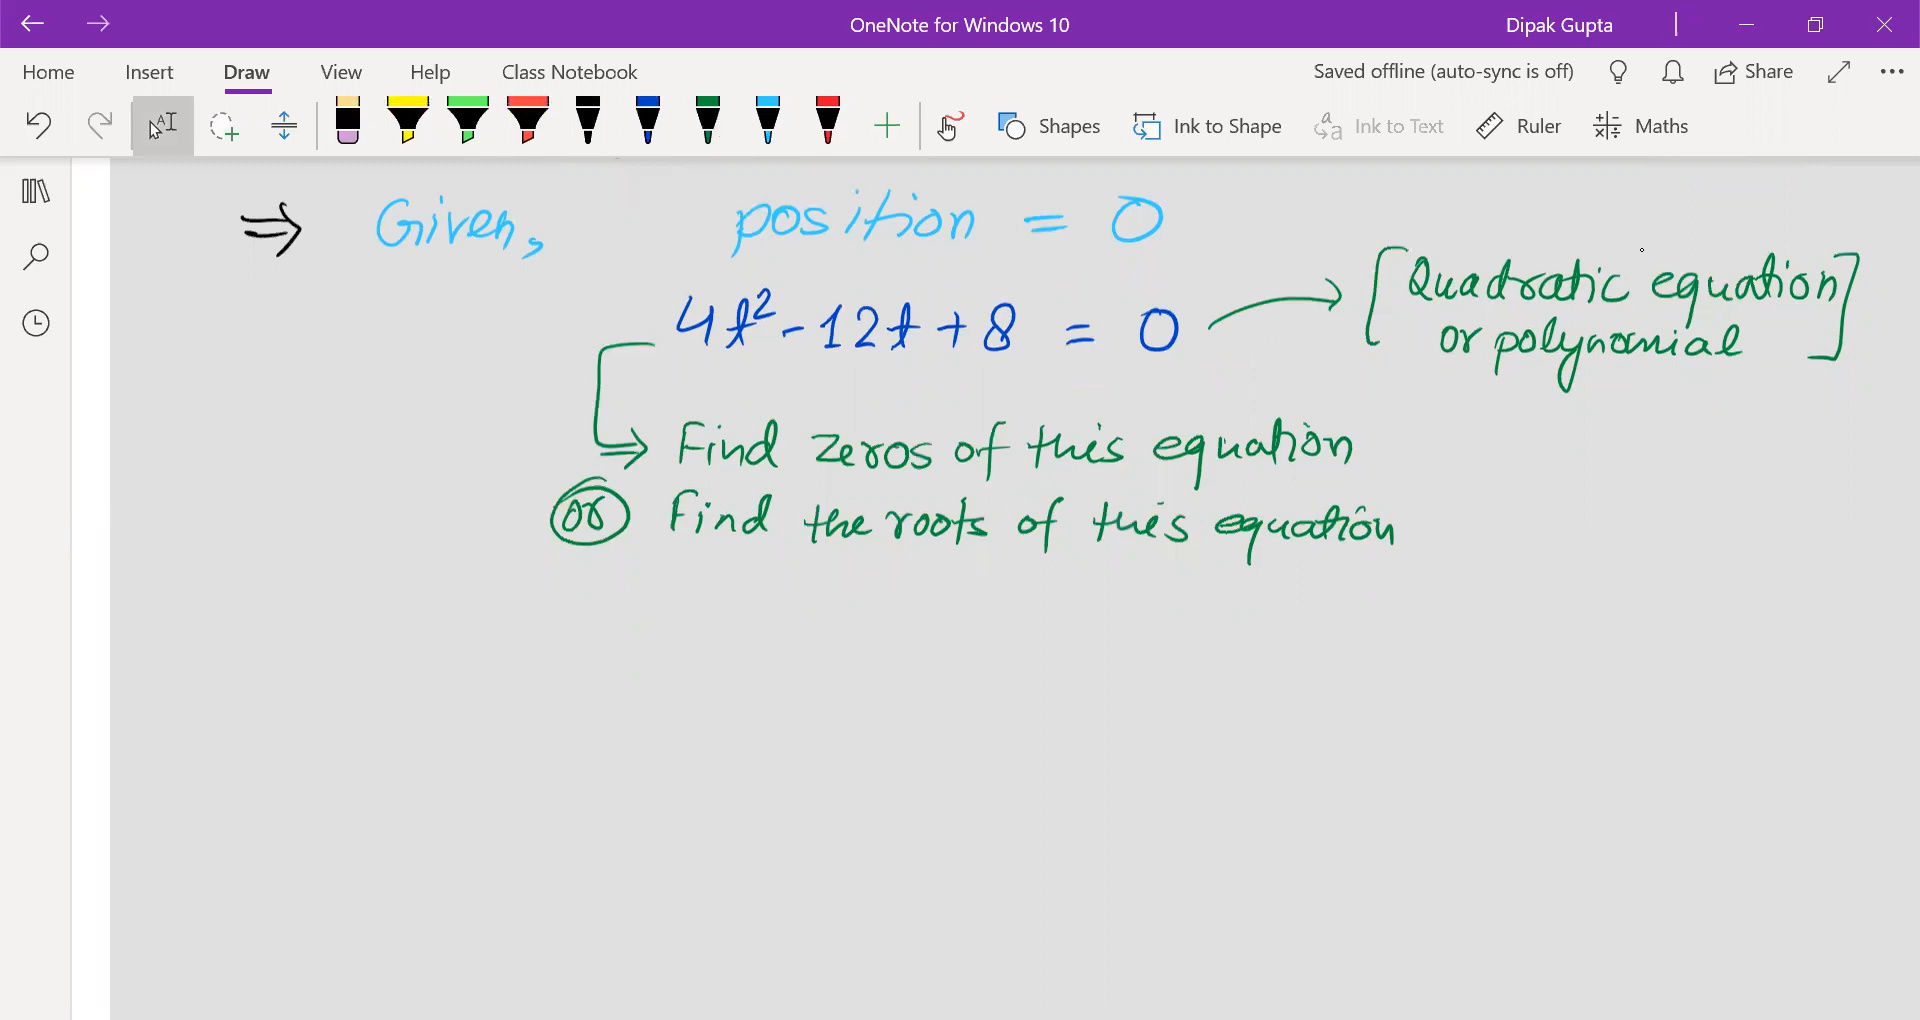 OneNote for Windows 10
Dipak Gupta
Home Insert Draw View Help Class Notebook
Saved offline (auto-sync is off) Share
Shapes Ink to Shape Ink to Text Ruler Maths
⇒ Given, position = 0
4t² - 12t + 8 = 0 → [Quadratic equation
or polynomial]
⇒ Find zeros of this equation
or Find the roots of this equation